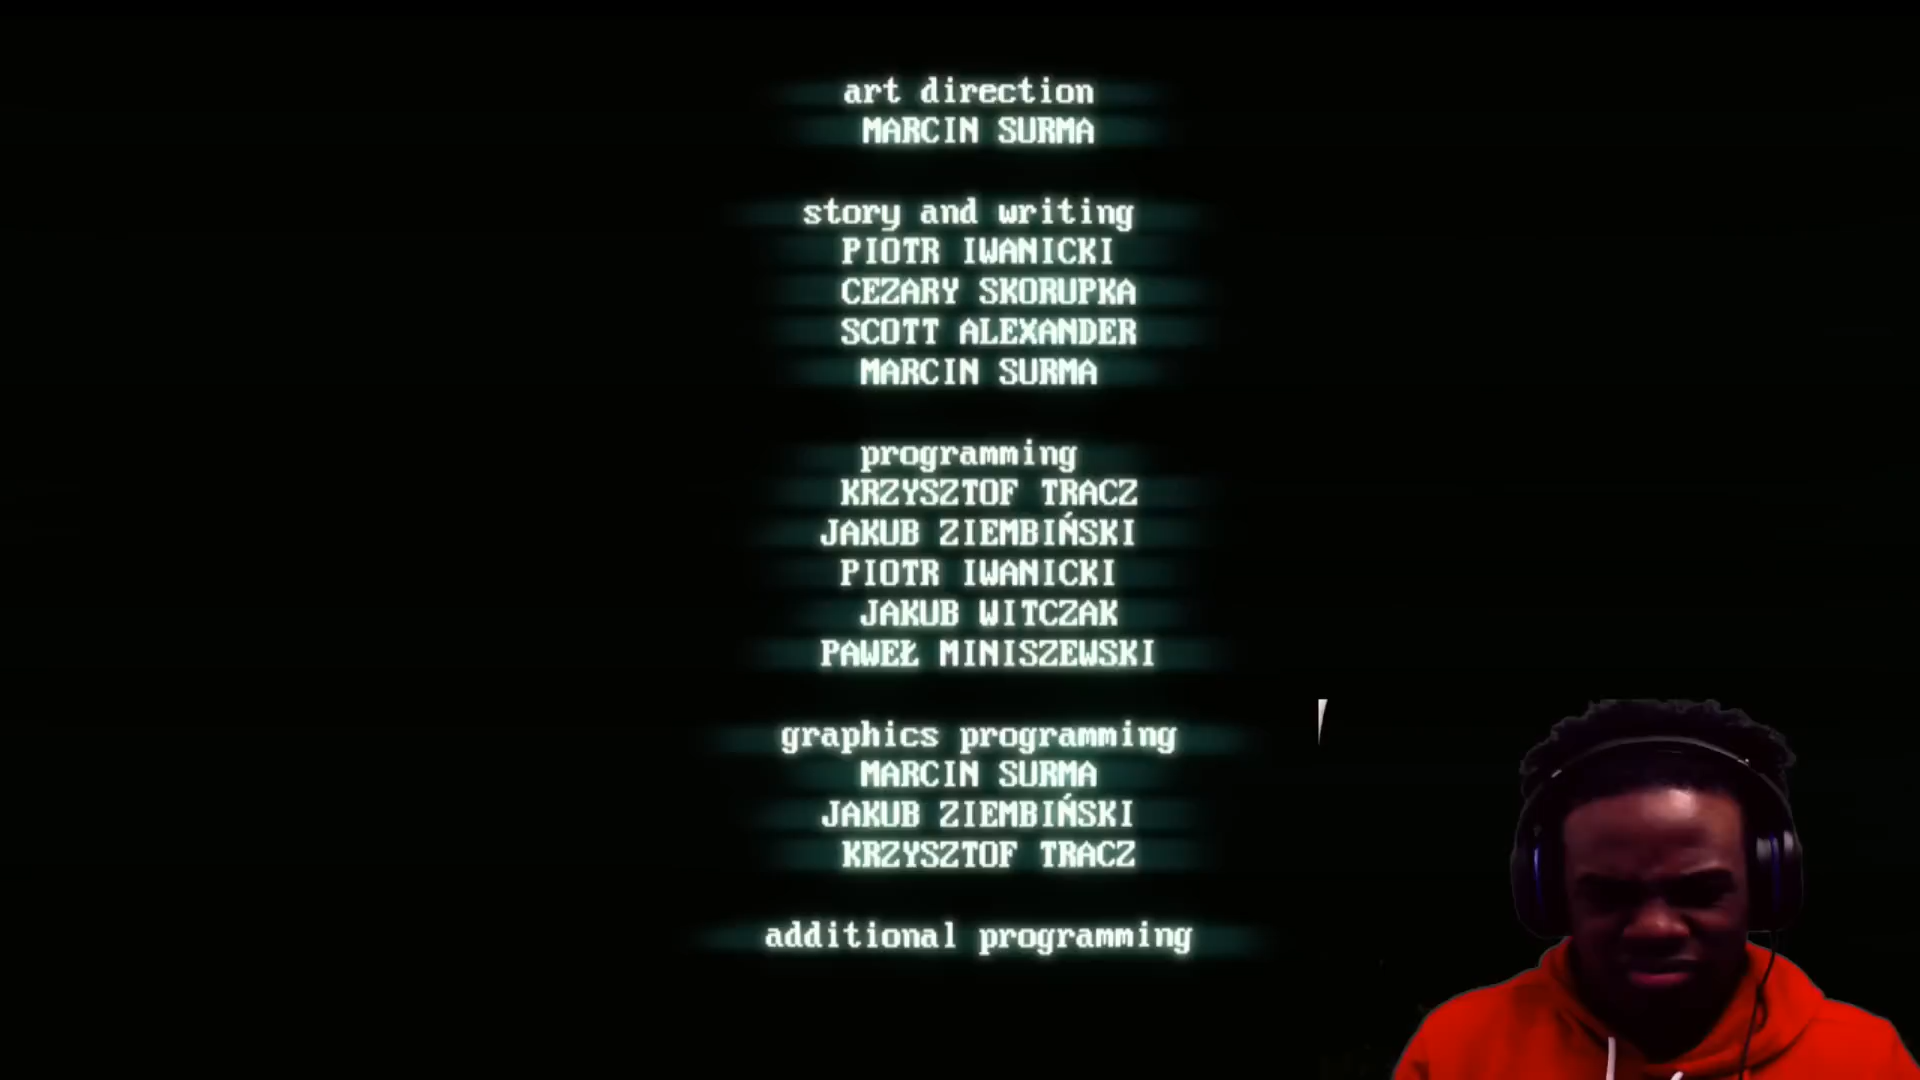 art direction
MARCIN SURMA
story and writing
PIOTR IWANICKI
CEZARY SKORUPKA
SCOTT ALEXANDER
MARCIN SURMA
programming
KRZYSZTOF TRACZ
JAKUB ZIEMBIŃSKI
PIOTR IWANICKI
JAKUB WITCZAK
PAWEŁ MINISZEWSKI
graphics programming
MARCIN SURMA
JAKUB ZIEMBIŃSKI
KRZYSZTOF TRACZ
additional programming